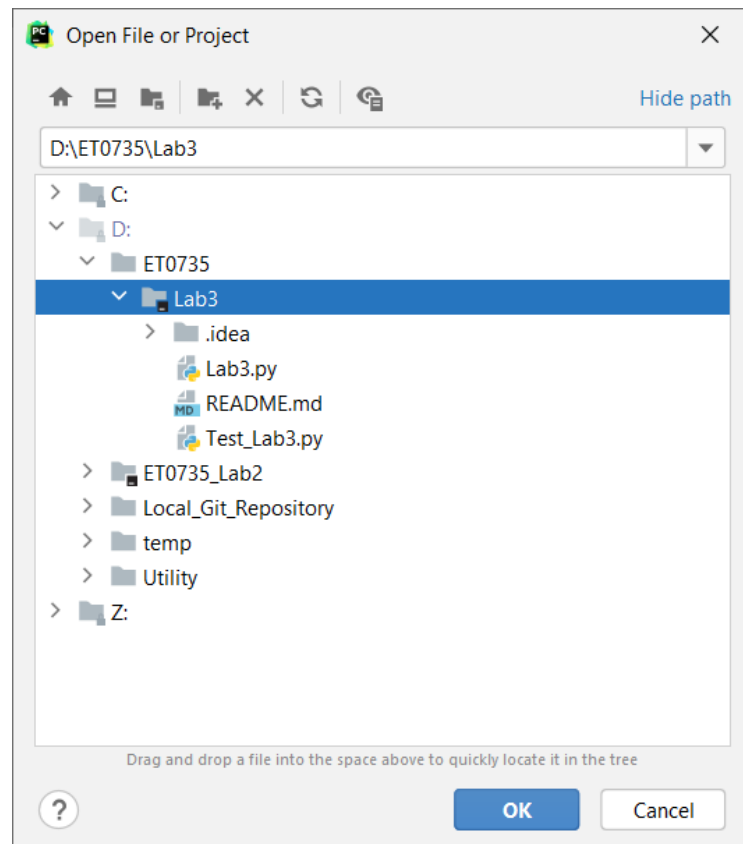 PC Open File or Project
Hide path
D:\ET0735\Lab3
C:
D:
ET0735
Lab3
.idea
Lab3.py
MD README.md
Test_Lab3.py
ET0735_Lab2
Local_Git_Repository
temp
Utility
Z:
Drag and drop a file into the space above to quickly locate it in the tree
? OK Cancel